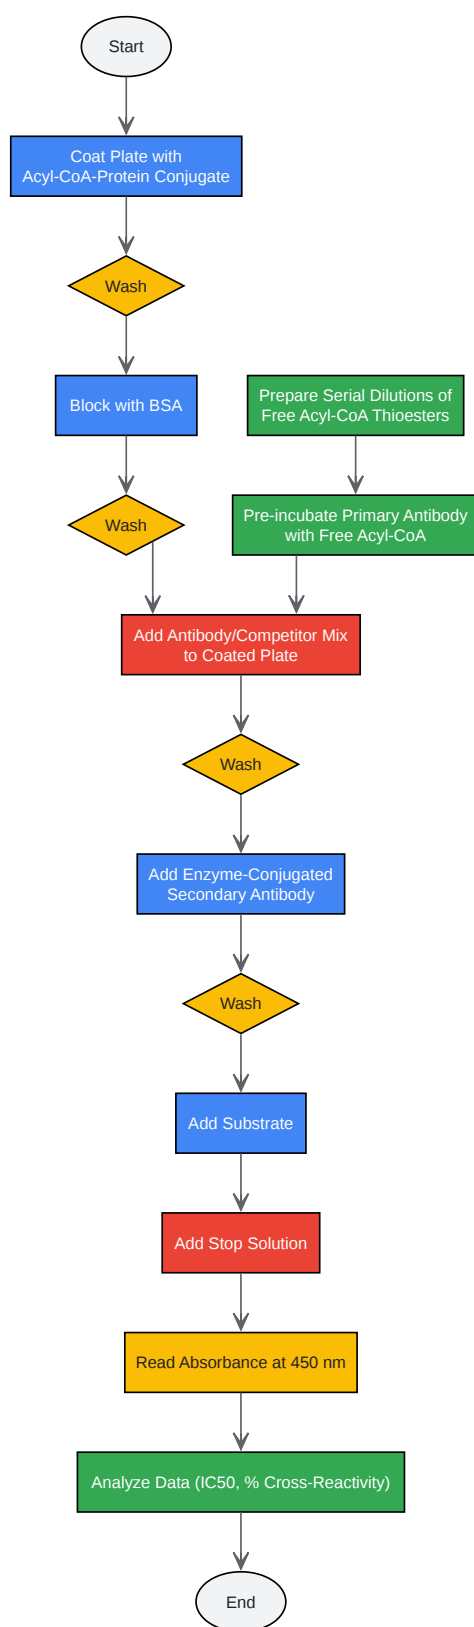 Start
Coat Plate with
Acyl-CoA-Protein Conjugate
Wash
Block with BSA
Prepare Serial Dilutions of
Free Acyl-CoA Thioesters
Wash
Pre-incubate Primary Antibody
with Free Acyl-CoA
Add Antibody/Competitor Mix
to Coated Plate
Wash
Add Enzyme-Conjugated
Secondary Antibody
Wash
Add Substrate
Add Stop Solution
Read Absorbance at 450 nm
Analyze Data (IC50, % Cross-Reactivity)
End